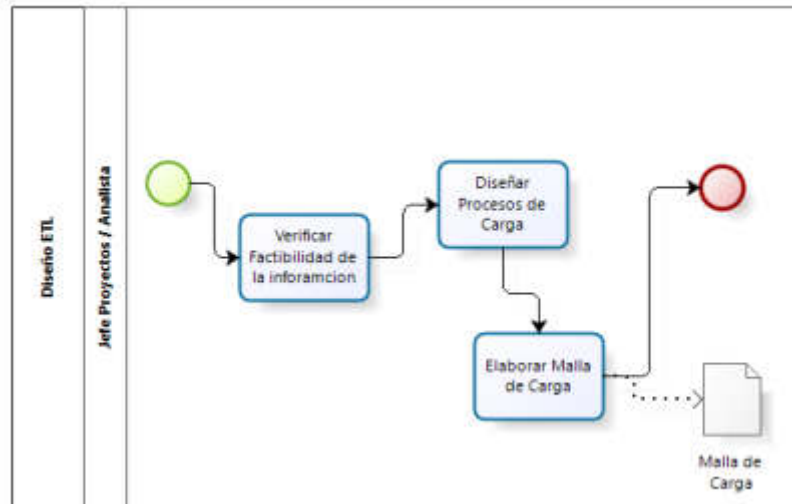 Diseño ETL
Jefe Proyectos / Analista
Verificar
Factibilidad de
la inforamcion
Diseñar
Procesos de
Carga
Elaborar Malla
de Carga
Malla de
Carga